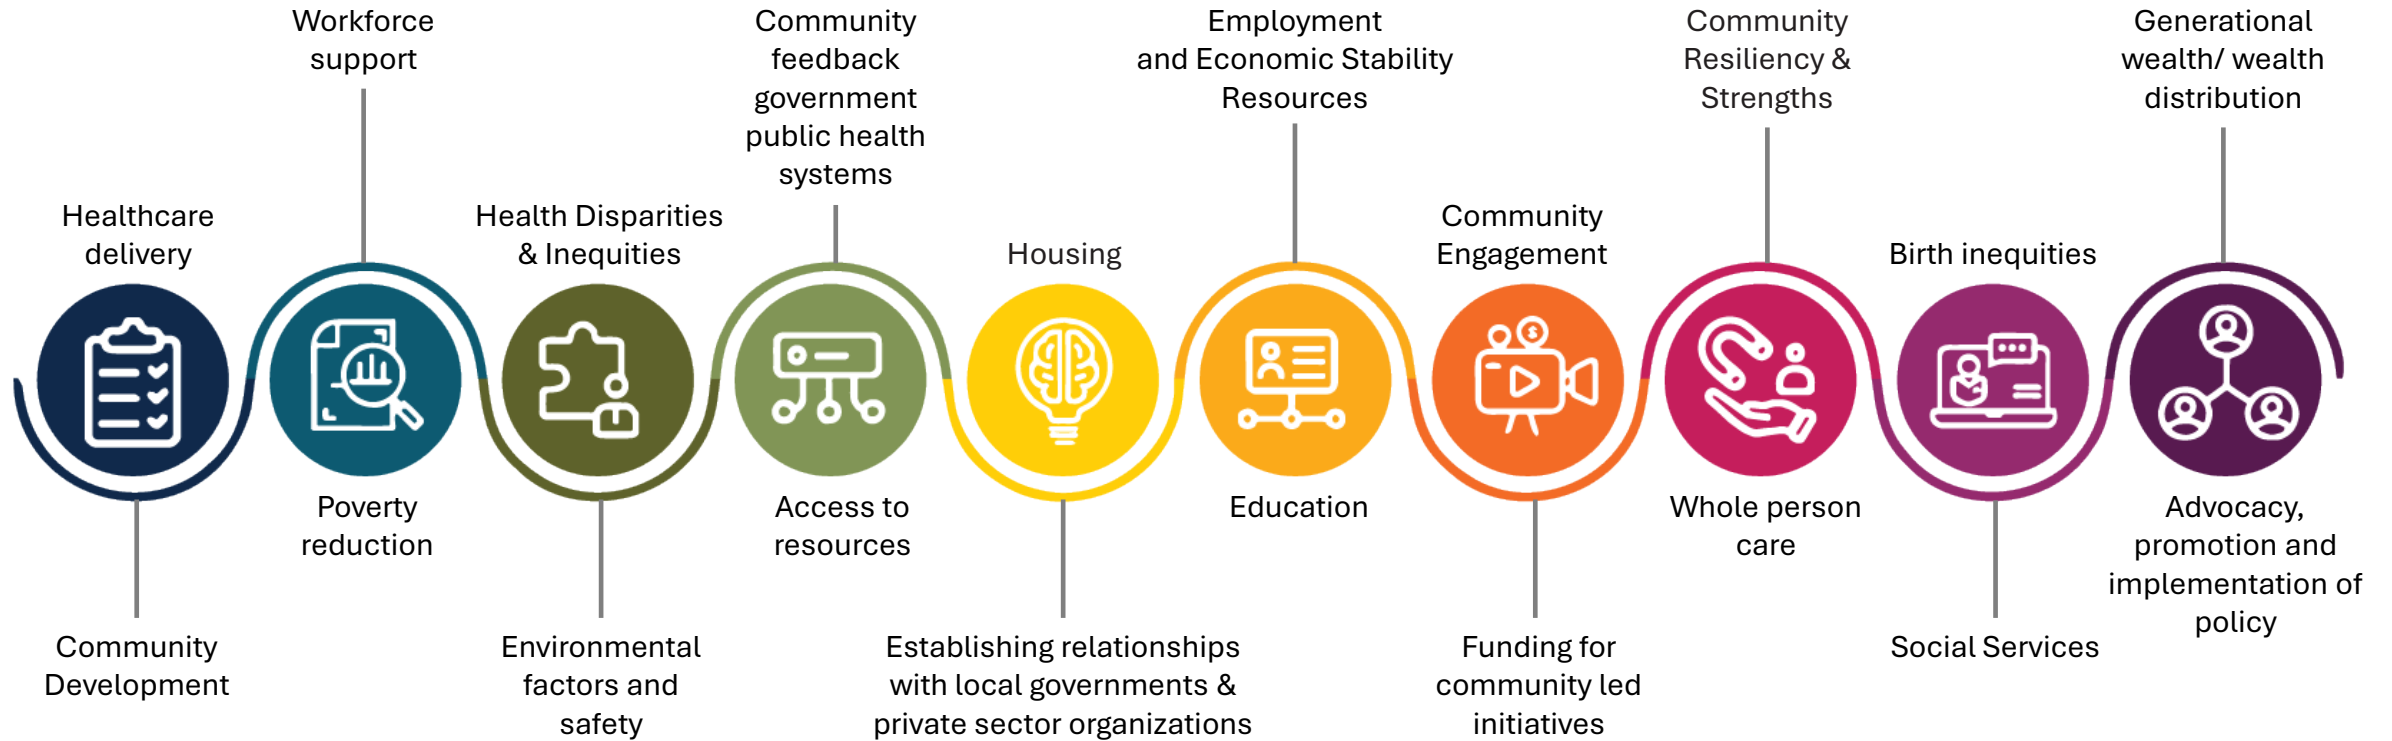 Healthcare
delivery
Community
Development
Workforce
support
Poverty
reduction
Health Disparities
& Inequities
Environmental
factors and
safety
Community
feedback
government
public health
systems
Access to
resources
Housing
Establishing relationships
with local governments &
private sector organizations
Employment
and Economic Stability
Resources
Education
Community
Engagement
$
Funding for
community led
initiatives
Community
Resiliency &
Strengths
Whole person
care
Birth inequities
Social Services
Generational
wealth/ wealth
distribution
Advocacy,
promotion and
implementation of
policy